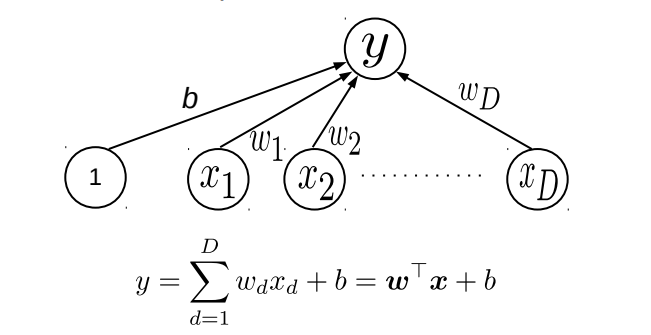 y
b
w_D
w_1 w_2
1 x_1 x_2 ............ x_D
y = \sum_{d=1}^{D} w_d x_d + b = \boldsymbol{w}^\top \boldsymbol{x} + b